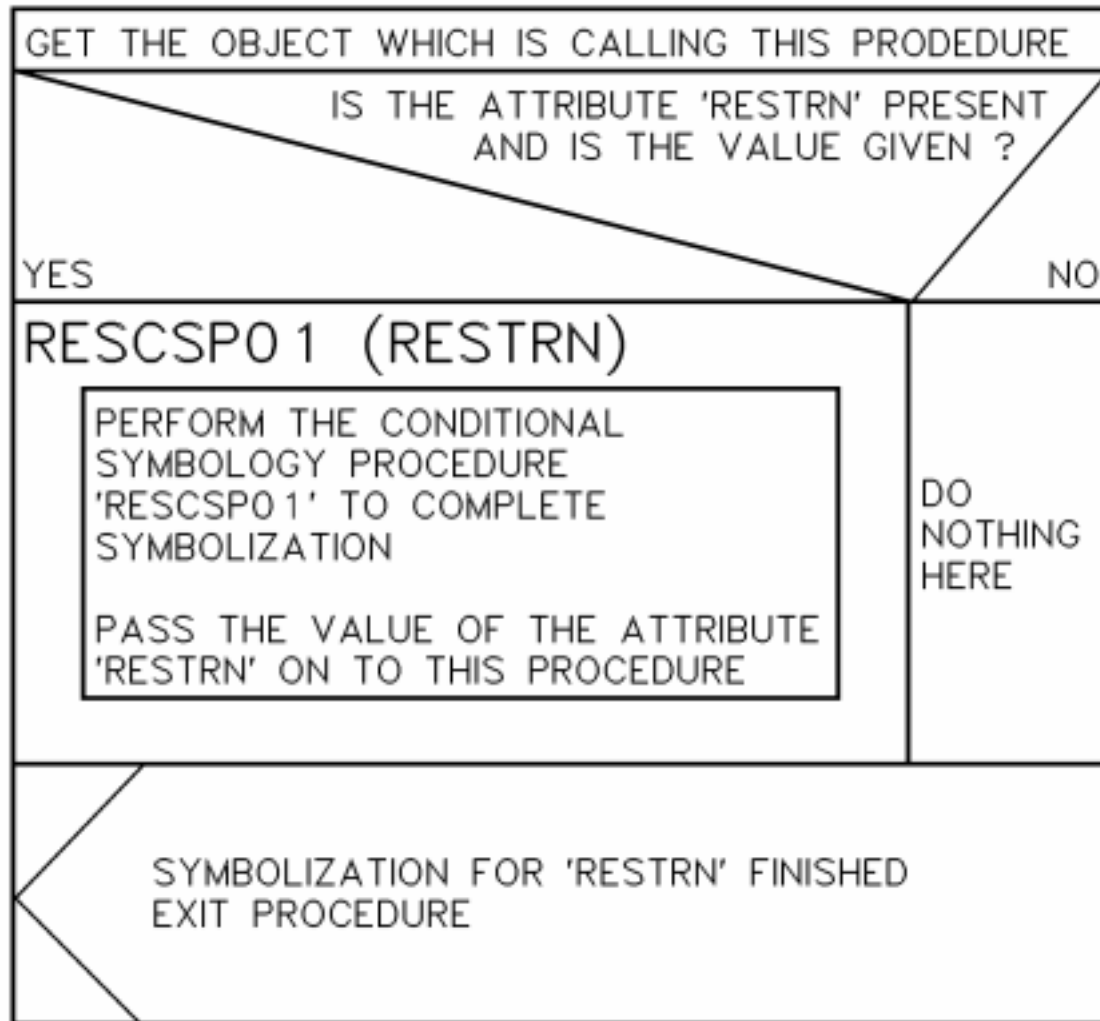 GET THE OBJECT WHICH IS CALLING THIS PRODEDURE
IS THE ATTRIBUTE 'RESTRN' PRESENT
AND IS THE VALUE GIVEN ?
YES
NO
RESCSP01 (RESTRN)
PERFORM THE CONDITIONAL
SYMBOLOGY PROCEDURE
'RESCSP01' TO COMPLETE
SYMBOLIZATION
PASS THE VALUE OF THE ATTRIBUTE
'RESTRN' ON TO THIS PROCEDURE
DO
NOTHING
HERE
SYMBOLIZATION FOR 'RESTRN' FINISHED
EXIT PROCEDURE